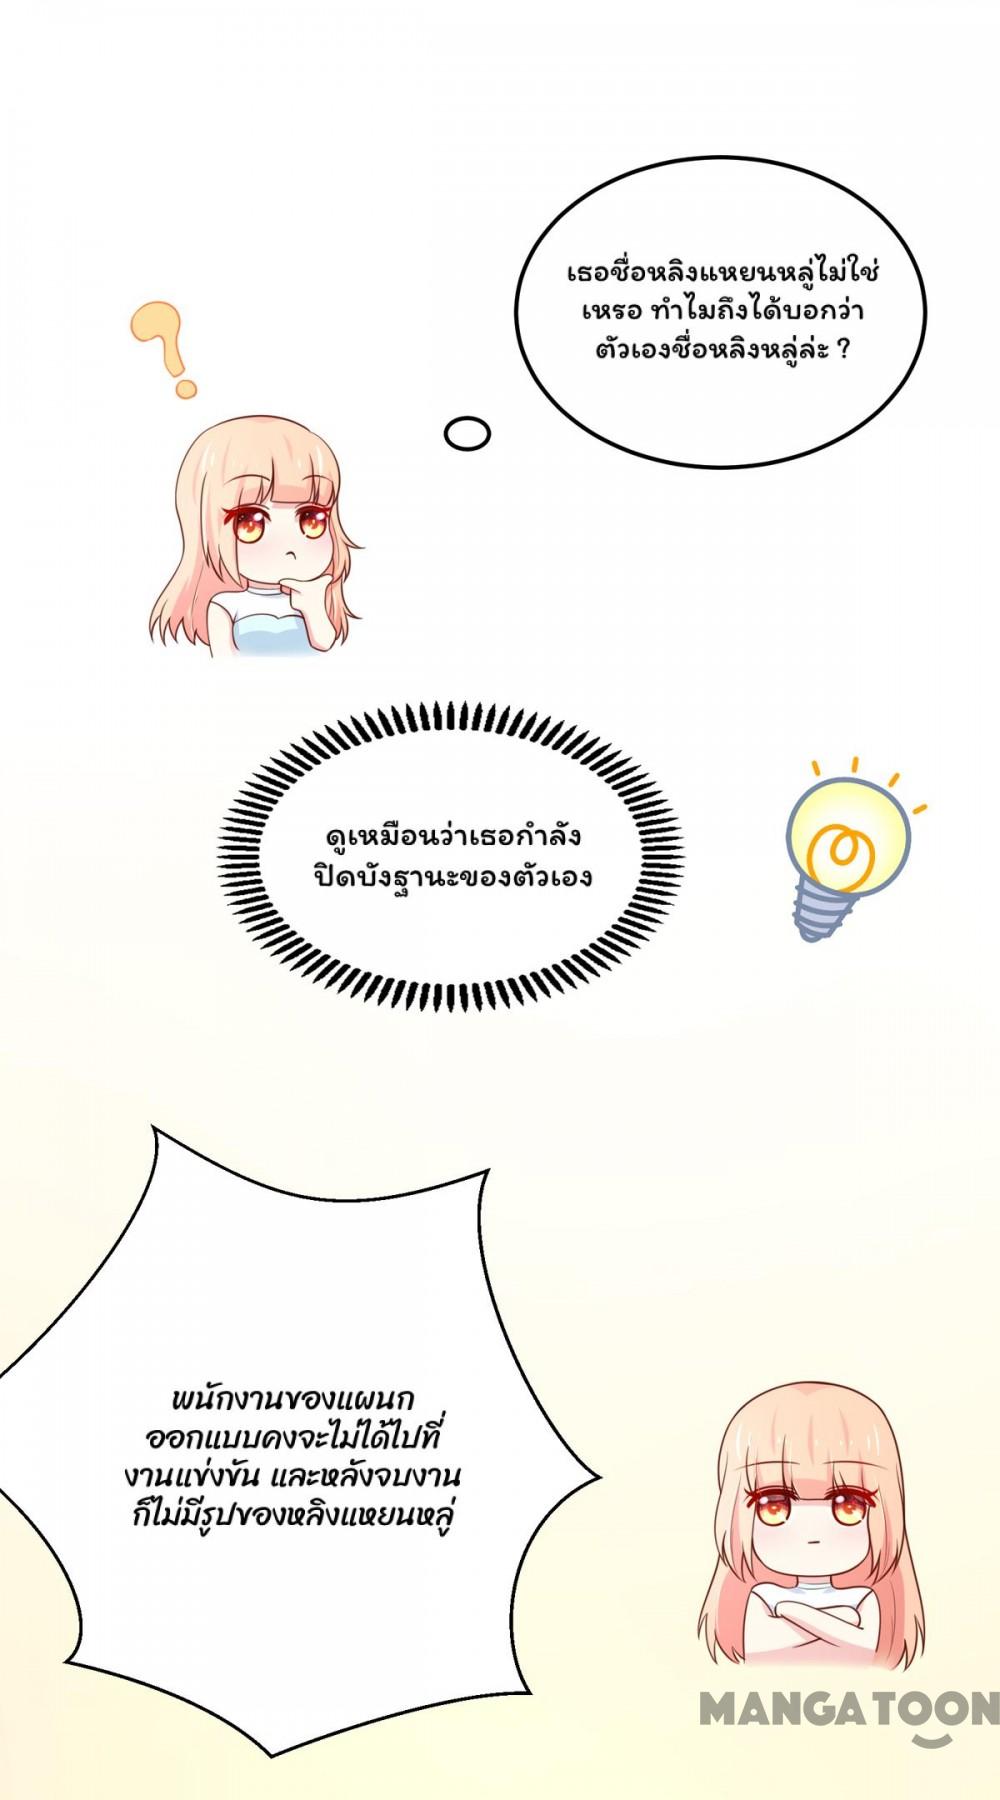 เธอชื่อหลิงแหยนหลู่ไม่ใช่
เหรอ ทำไมถึงได้บอกว่า
ตัวเองชื่อหลิงหลู่ล่ะ ?
ดูเหมือนว่าเธอกำลัง
ปิดบังฐานะของตัวเอง
พนักงานของแผนก
ออกแบบคงจะไม่ได้ไปที่
งานแข่งขัน และหลังจบงาน
ก็ไม่มีรูปของหลิงแหยนหลู่
MANGATOON